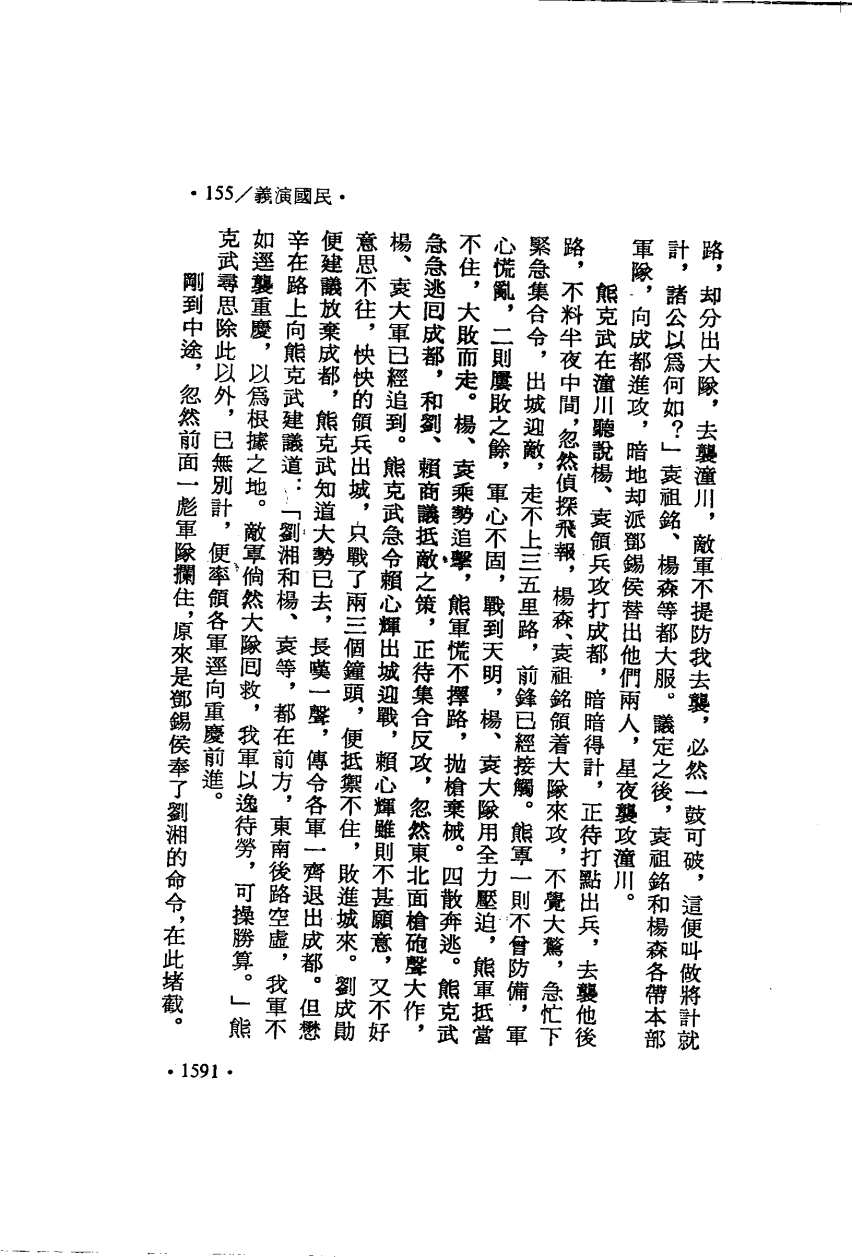 •155／義演國民•
路，却分出大隊，去襲潼川，敵軍不提防我去襲，必然一鼓可破，這便叫做將計就
計，諸公以爲何如？」袁祖銘、楊森等都大服。議定之後，袁祖銘和楊森各帶本部
軍隊，向成都進攻，暗地却派鄧錫侯替出他們兩人，星夜襲攻潼川。
熊克武在潼川聽說楊、袁領兵攻打成都，暗暗得計，正待打點出兵，去襲他後
路，不料半夜中間，忽然偵探飛報，楊森、袁祖銘領着大隊來攻，不覺大驚，急忙下
緊急集合令，出城迎敵，走不上三五里路，前鋒已經接觸。熊軍一則不曾防備，軍
心慌亂，二則屢敗之餘，軍心不固，戰到天明，楊、袁大隊用全力壓迫，熊軍抵當
不住，大敗而走。楊、袁乘勢追擊，熊軍慌不擇路，拋槍棄械。四散奔逃。熊克武
急急逃回成都，和劉、賴商議抵敵之策，正待集合反攻，忽然東北面槍砲聲大作，
楊、袁大軍已經追到。熊克武急令賴心輝出城迎戰，賴心輝雖則不甚願意，又不好
意思不往，怏怏的領兵出城，只戰了兩三個鐘頭，便抵禦不住，敗進城來。劉成勛
便建議放棄成都，熊克武知道大勢已去，長嘆一聲，傳令各軍一齊退出成都。但懋
辛在路上向熊克武建議道：「劉湘和楊、袁等，都在前方，東南後路空虛，我軍不
如逕襲重慶，以爲根據之地。敵軍倘然大隊回救，我軍以逸待勞，可操勝算。」熊
克武尋思除此以外，已無別計，便率領各軍逕向重慶前進。
剛到中途，忽然前面一彪軍隊攔住，原來是鄧錫侯奉了劉湘的命令，在此堵截。
•1591•